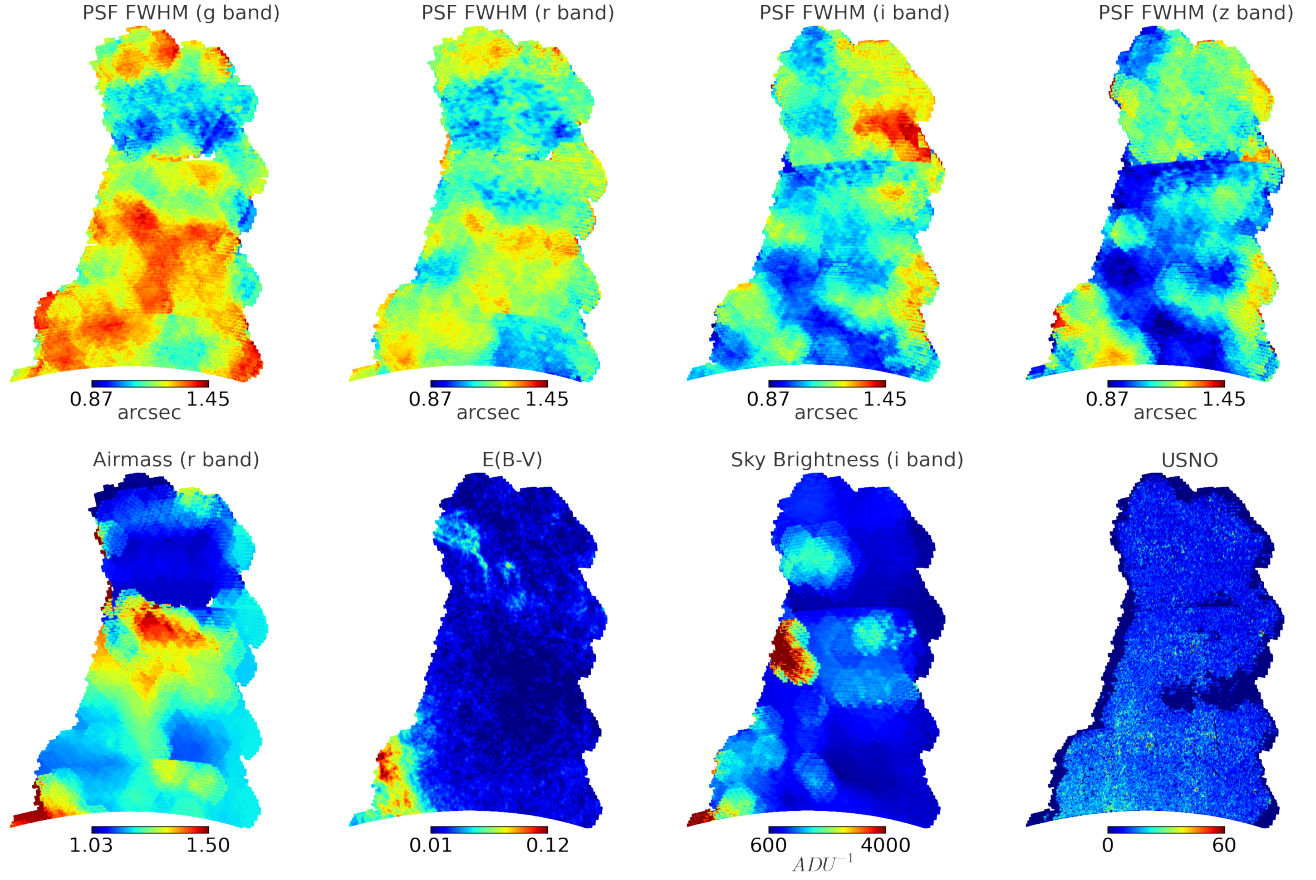 PSF FWHM (g band) PSF FWHM (r band) PSF FWHM (i band) PSF FWHM (z band)
0.87 1.45 0.87 1.45 0.87 1.45 0.87 1.45
arcsec arcsec arcsec arcsec
Airmass (r band) E(B-V) Sky Brightness (i band) USNO
1.03 1.50 0.01 0.12 600 4000 0 60
ADU⁻¹